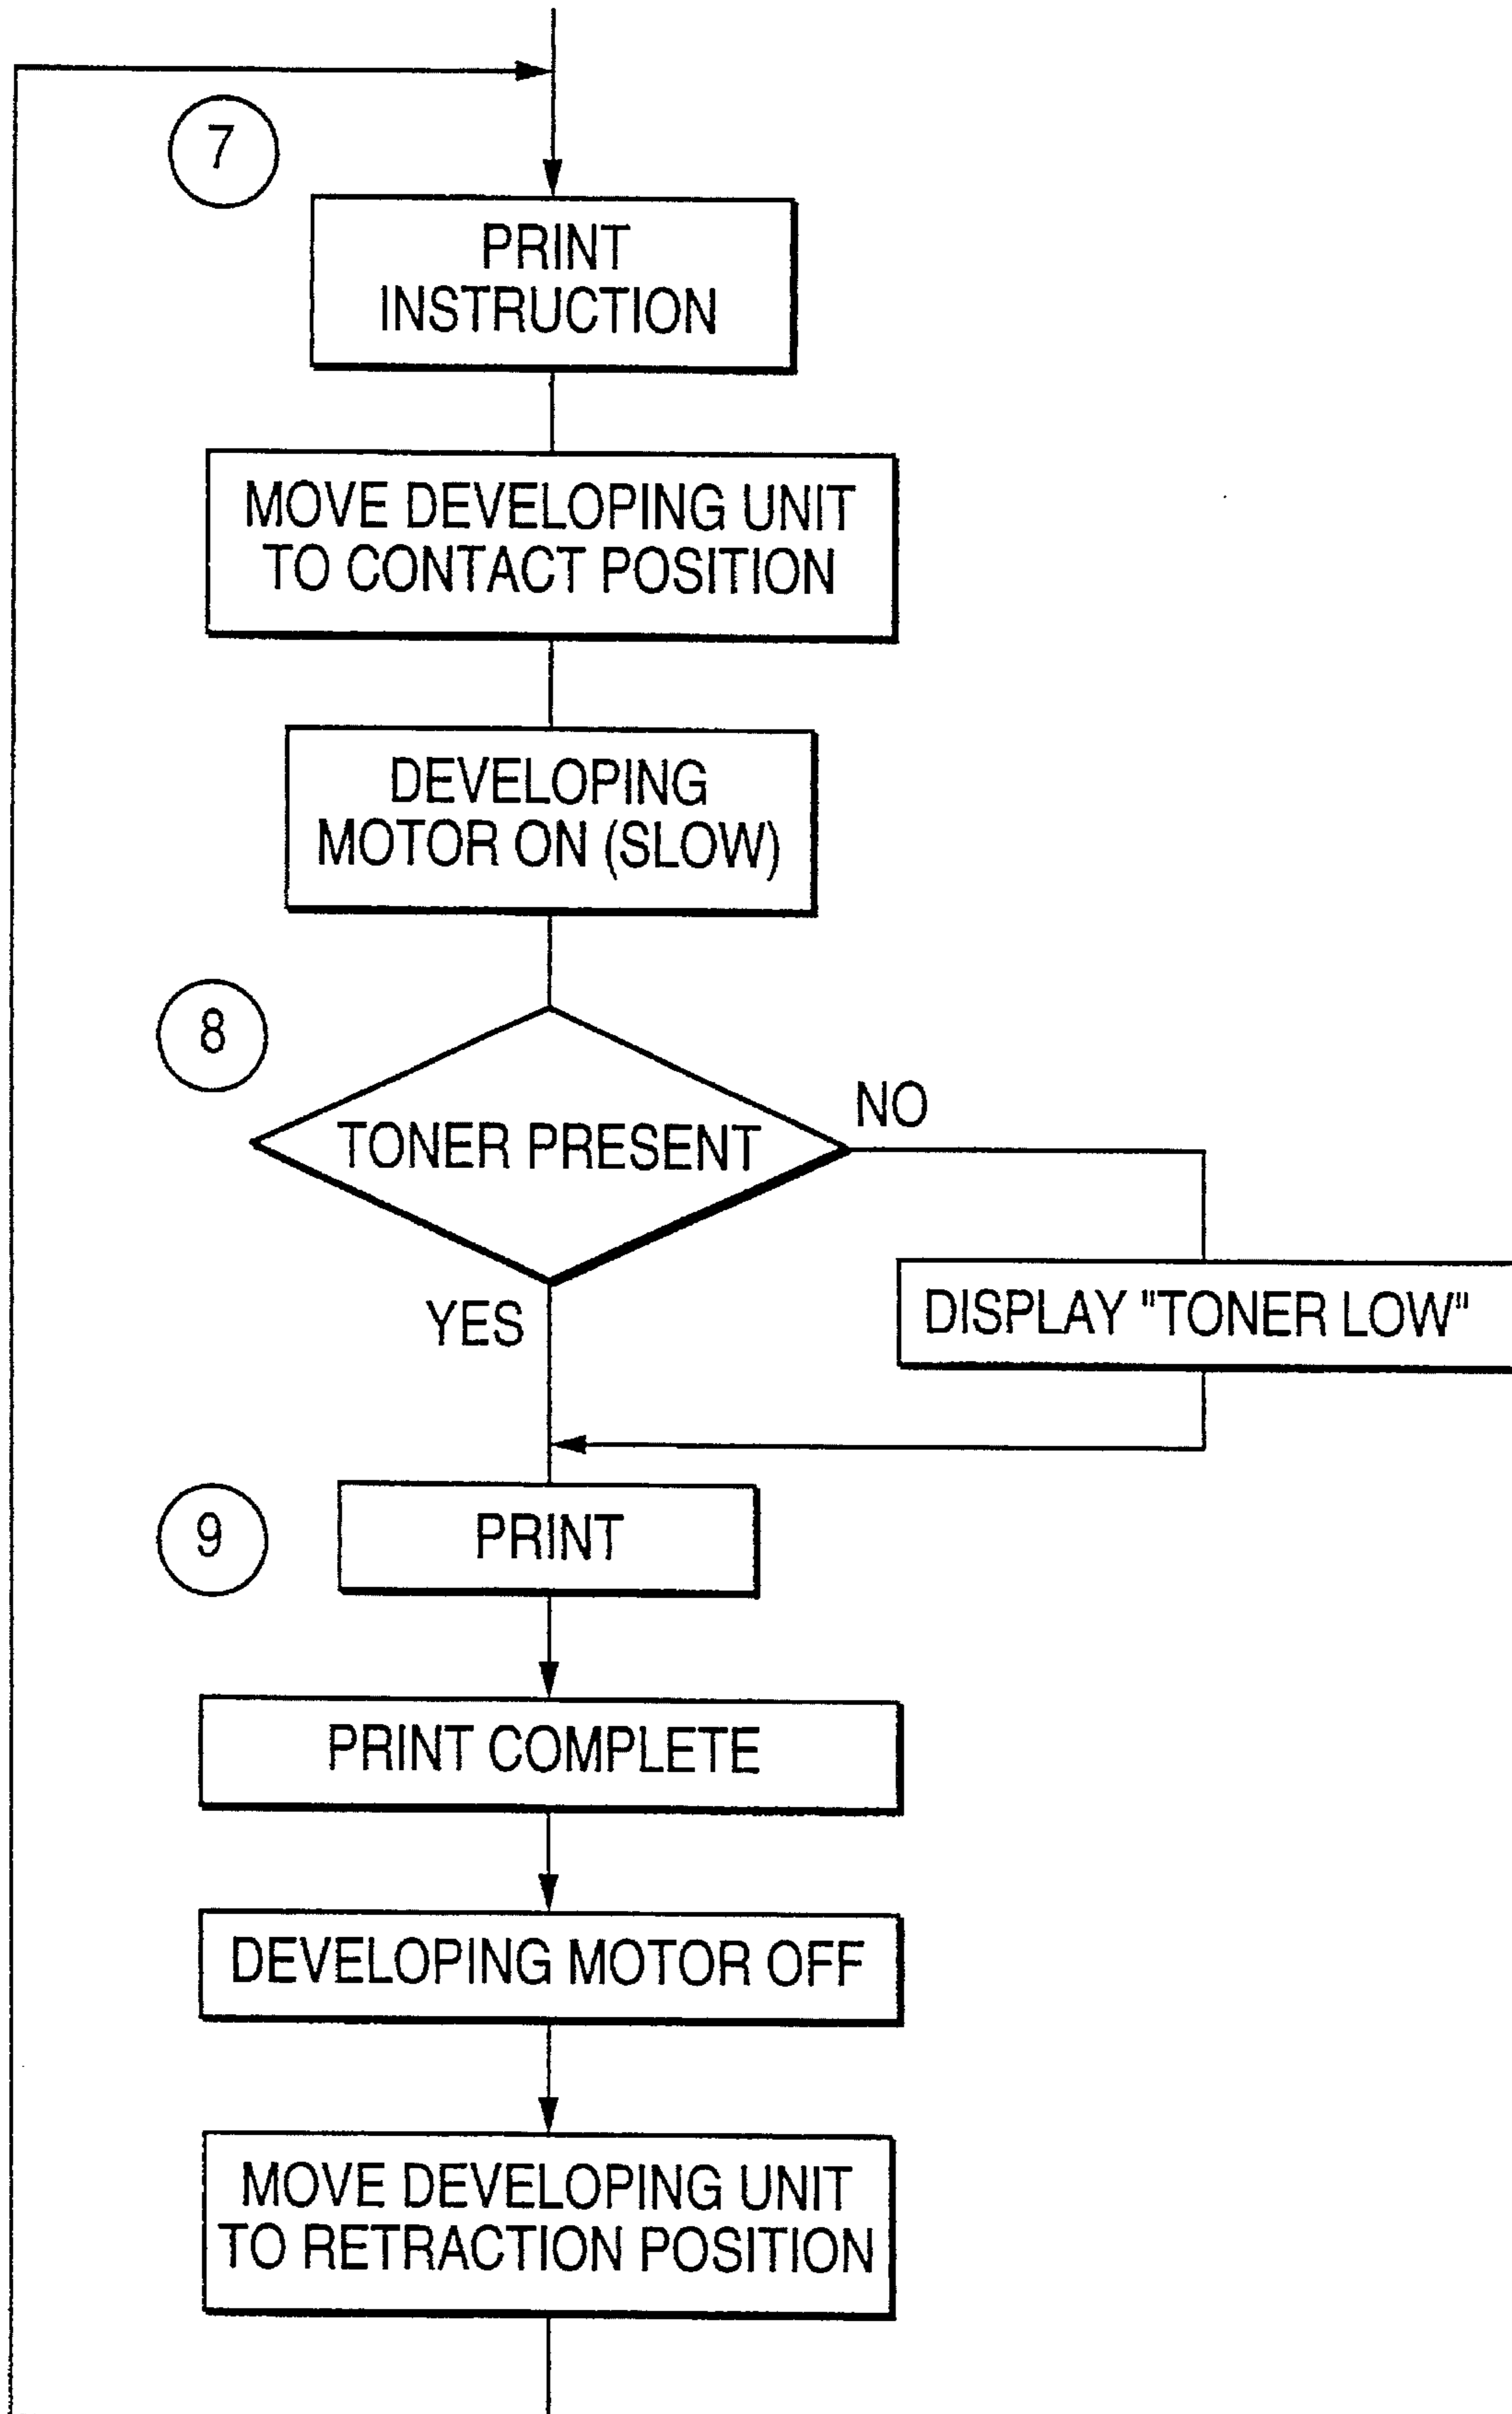 7
PRINT
INSTRUCTION
MOVE DEVELOPING UNIT
TO CONTACT POSITION
DEVELOPING
MOTOR ON (SLOW)
8
TONER PRESENT
NO
YES
DISPLAY "TONER LOW"
9
PRINT
PRINT COMPLETE
DEVELOPING MOTOR OFF
MOVE DEVELOPING UNIT
TO RETRACTION POSITION